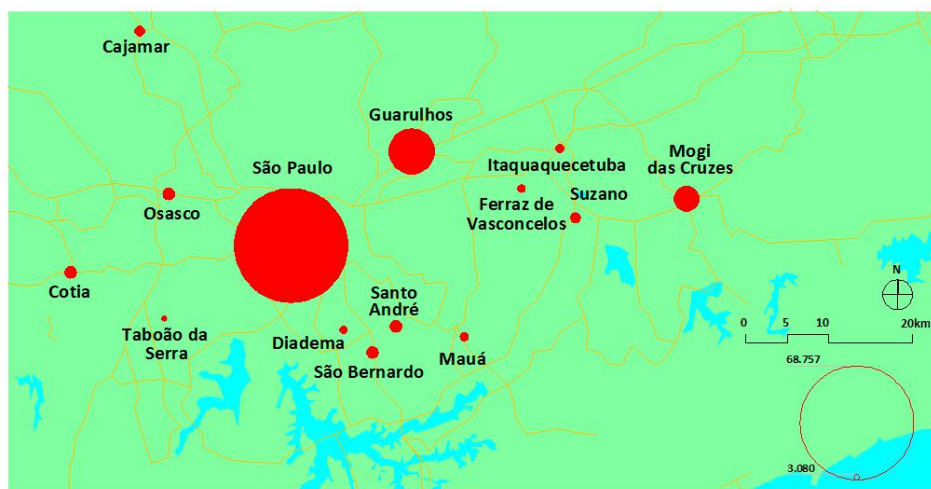 Cajamar
Guarulhos
São Paulo
Itaquaquecetuba
Mogi
das Cruzes
Osasco
Ferraz de
Vasconcelos
Suzano
Cotia
Santo
André
Taboão da
Serra
Diadema
São Bernardo
Mauá
N
0 5 10 20km
68.757
3.080